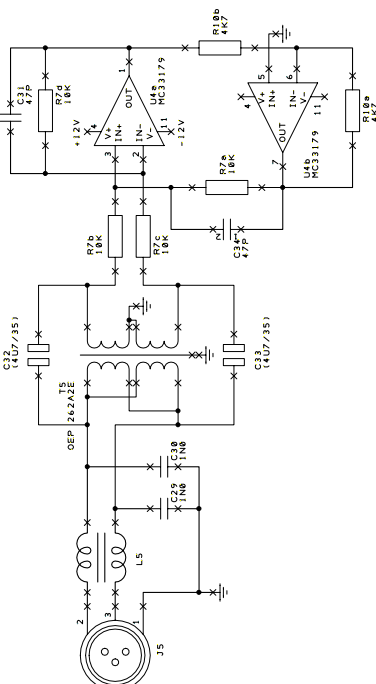 R10b
4K7
C31
47P
R7d
10K
1
U4a
MC33179
OUT
V+
IN+
IN-
V-
+12V
4
3
2
11
-12V
5
6
4
V+
IN+
IN-
V-
11
OUT
7
U4b
MC33179
R10a
4K7
R7a
10K
2
1
C34
47P
R7b
10K
R7c
10K
C32
(4U7/35)
C33
(4U7/35)
T5
OEP 262A2E
C30
1N0
C29
1N0
L5
2
3
1
J5